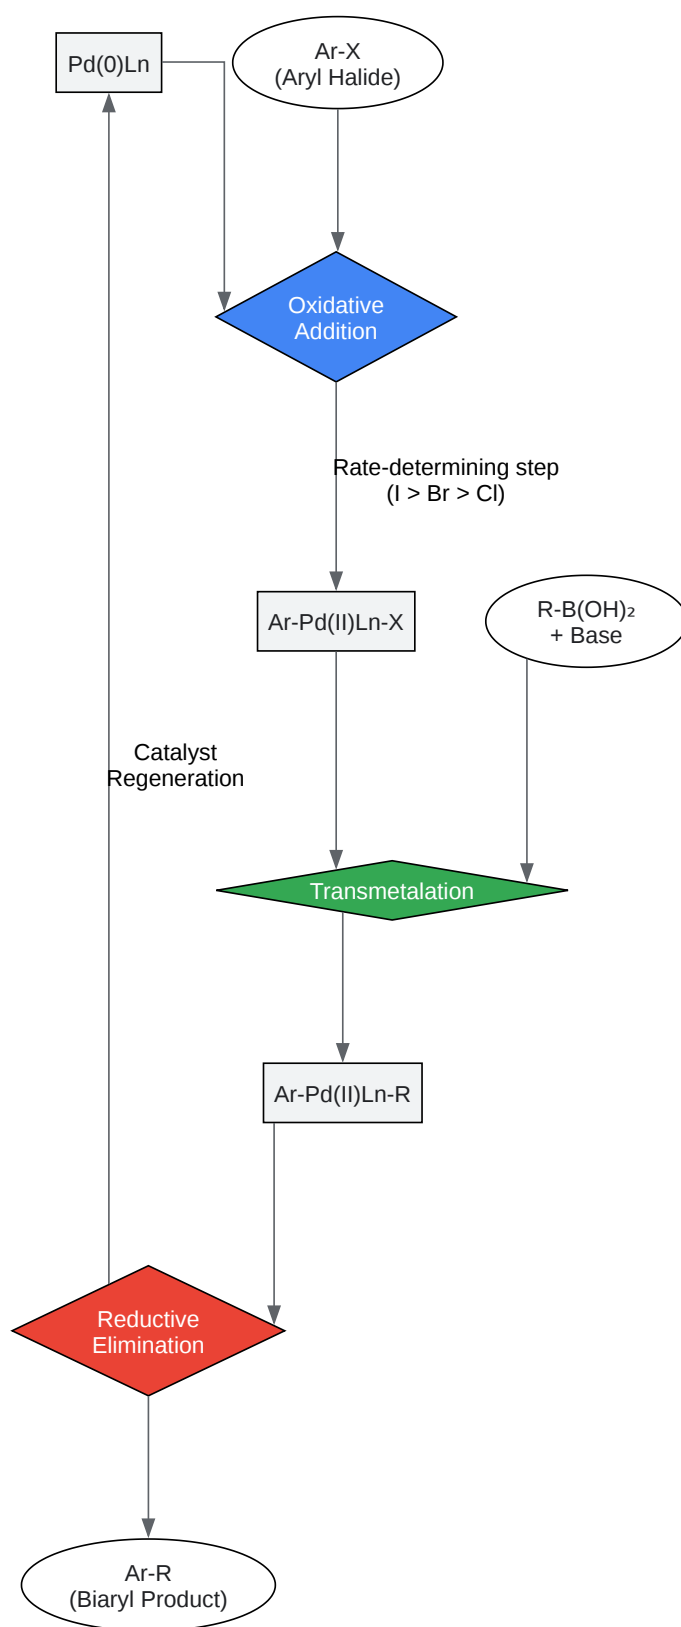 Pd(0)Ln
Ar-X
(Aryl Halide)
Oxidative
Addition
Rate-determining step
(I > Br > Cl)
Ar-Pd(II)Ln-X
R-B(OH)₂
+ Base
Catalyst
Regeneration
Transmetalation
Ar-Pd(II)Ln-R
Reductive
Elimination
Ar-R
(Biaryl Product)